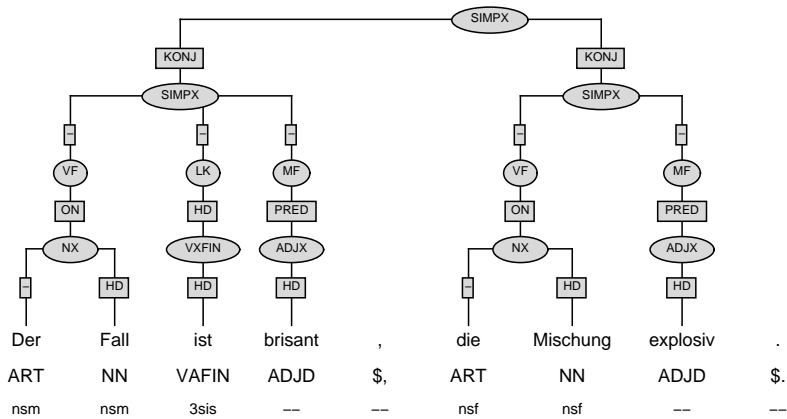 SIMPX
KONJ KONJ
SIMPX SIMPX
– – – – –
VF LK MF VF MF
ON HD PRED ON PRED
NX VXFIN ADJX NX ADJX
– HD HD HD – HD HD
Der Fall ist brisant , die Mischung explosiv .
ART NN VAFIN ADJD $, ART NN ADJD $.
nsm nsm 3sis –– –– nsf nsf –– ––